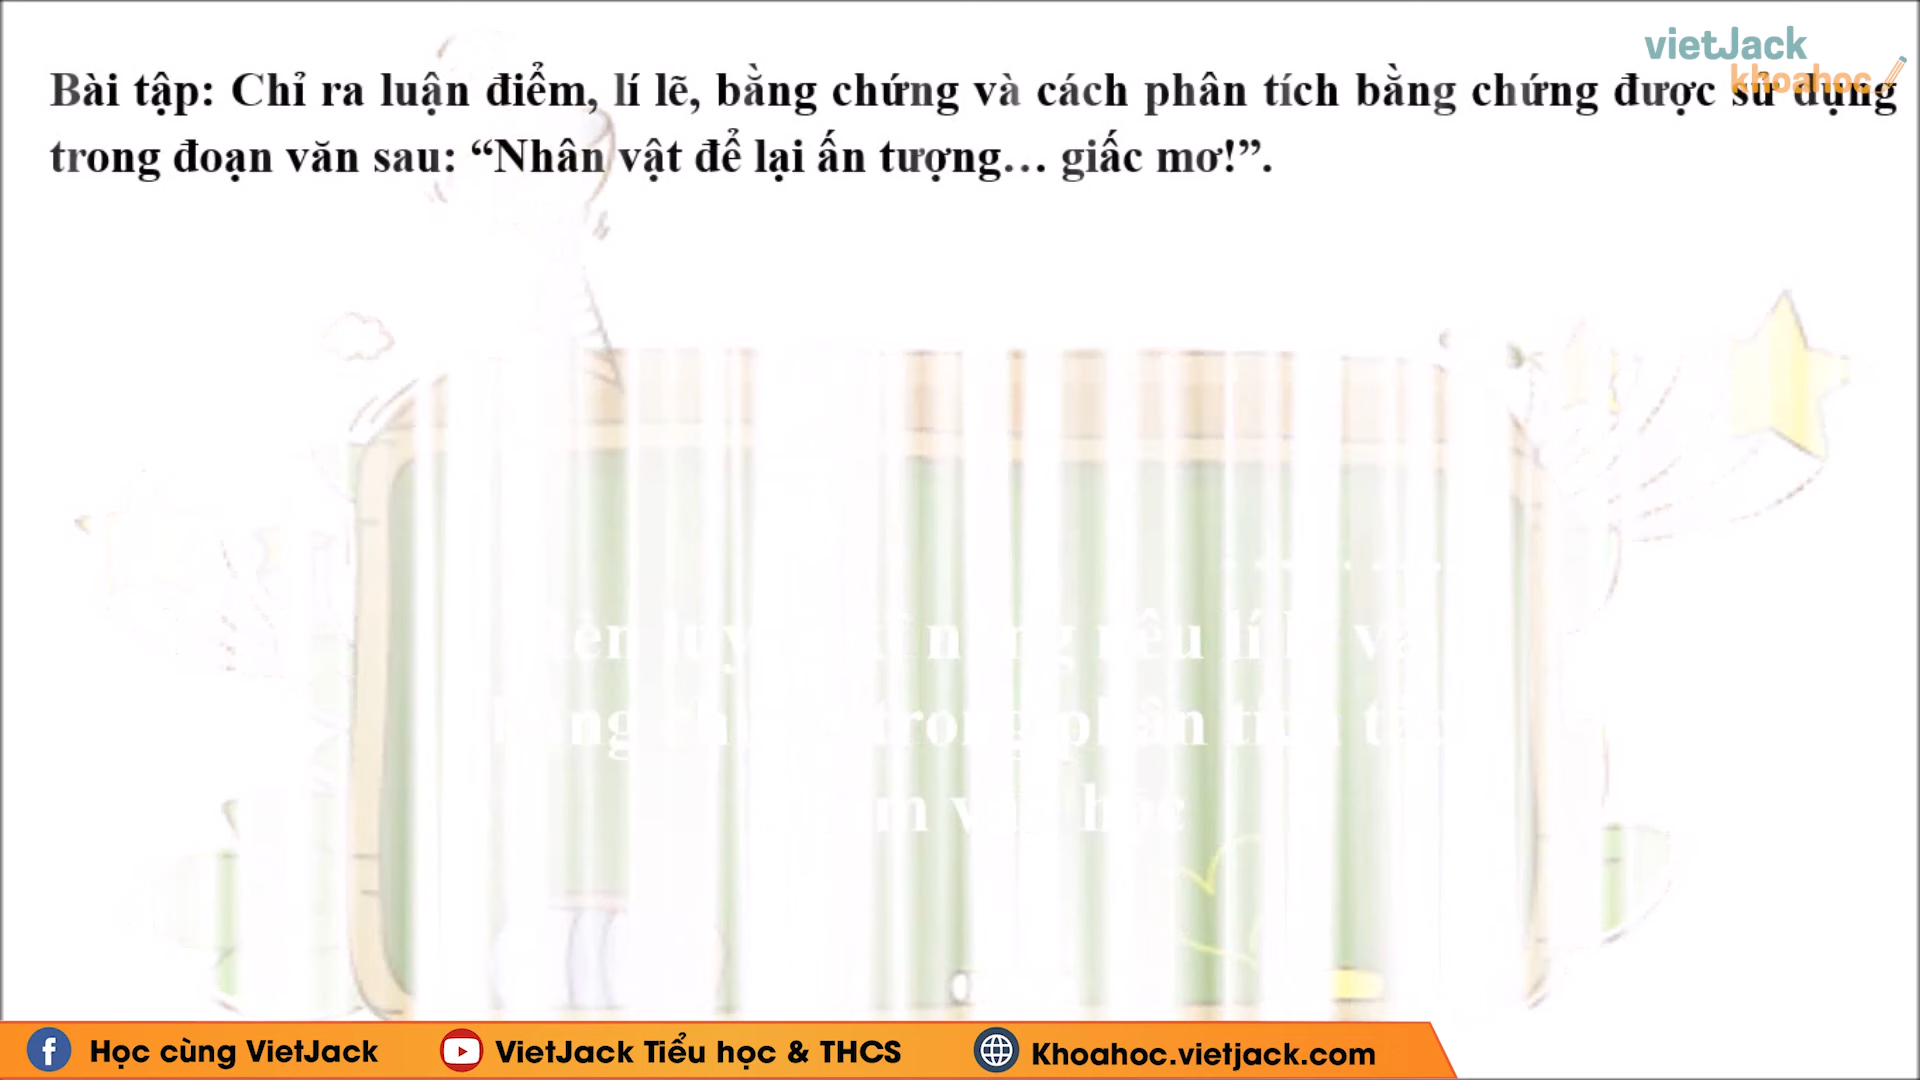 vietJack
khoahoc
Bài tập: Chỉ ra luận điểm, lí lẽ, bằng chứng và cách phân tích bằng chứng được sử dụng
trong đoạn văn sau: “Nhân vật để lại ấn tượng… giấc mơ!”.
Học cùng VietJack
VietJack Tiểu học & THCS
Khoahoc.vietjack.com